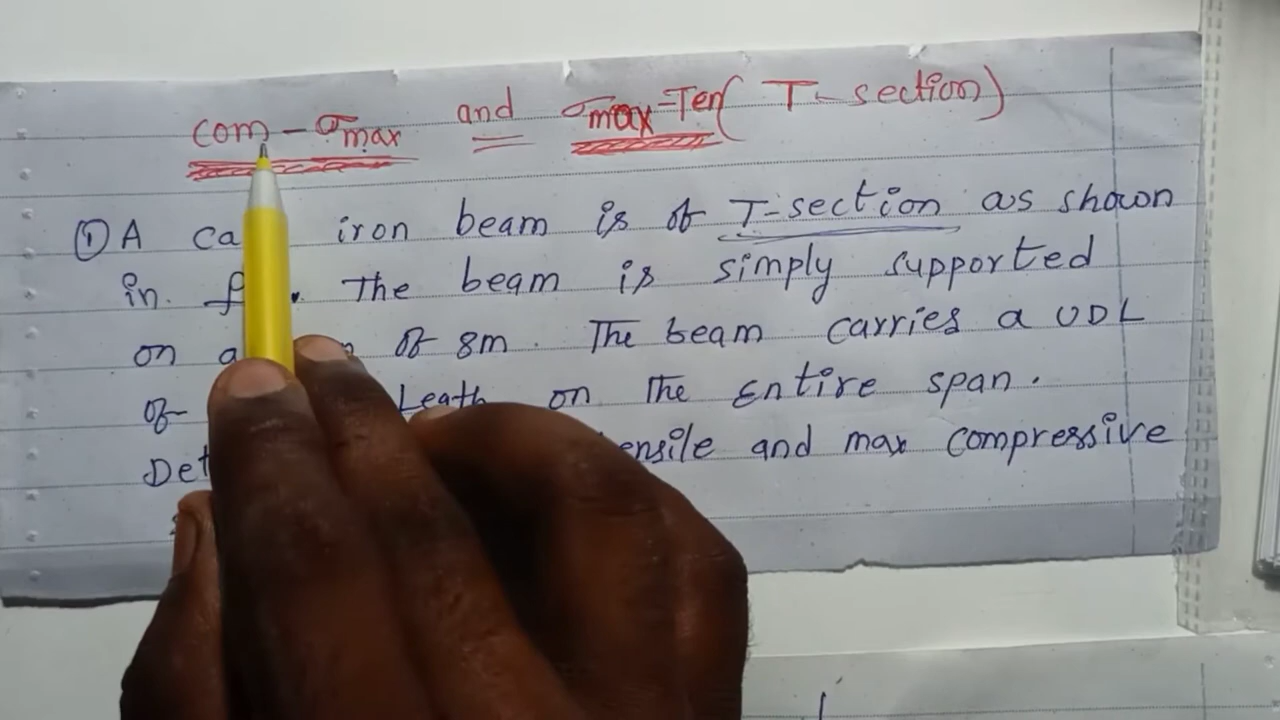 com - σmax and σmax-Ten( T- section)
① A ca iron beam is of T-section as shown
in. f . The beam is simply supported
on a of 8m. The beam carries a UDL
of Leath on the Entire span.
Det ensile and max compressive